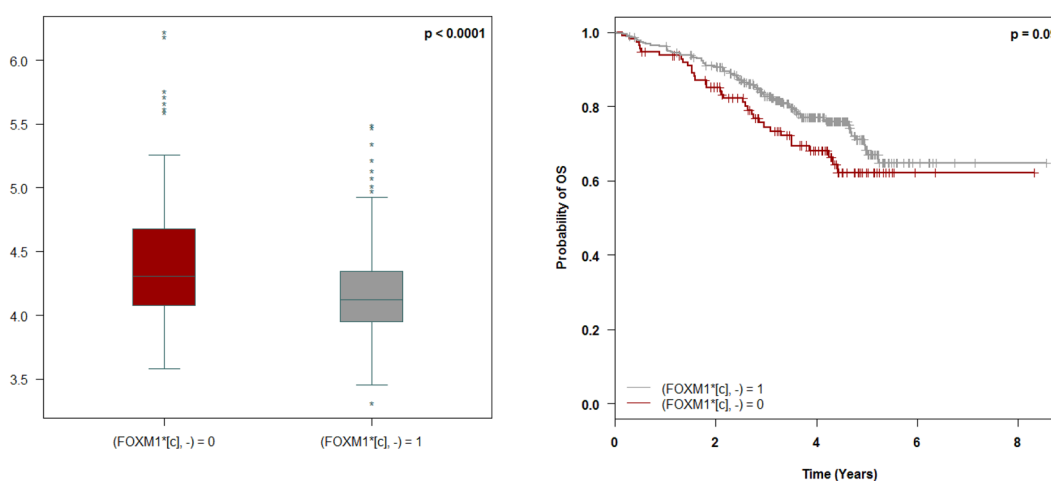 p < 0.0001
6.0
5.5
5.0
4.5
4.0
3.5
(FOXM1*[c], -) = 0
(FOXM1*[c], -) = 1
p = 0.09
1.0
0.8
0.6
0.4
0.2
0.0
Probability of OS
(FOXM1*[c], -) = 1
(FOXM1*[c], -) = 0
0 2 4 6 8
Time (Years)